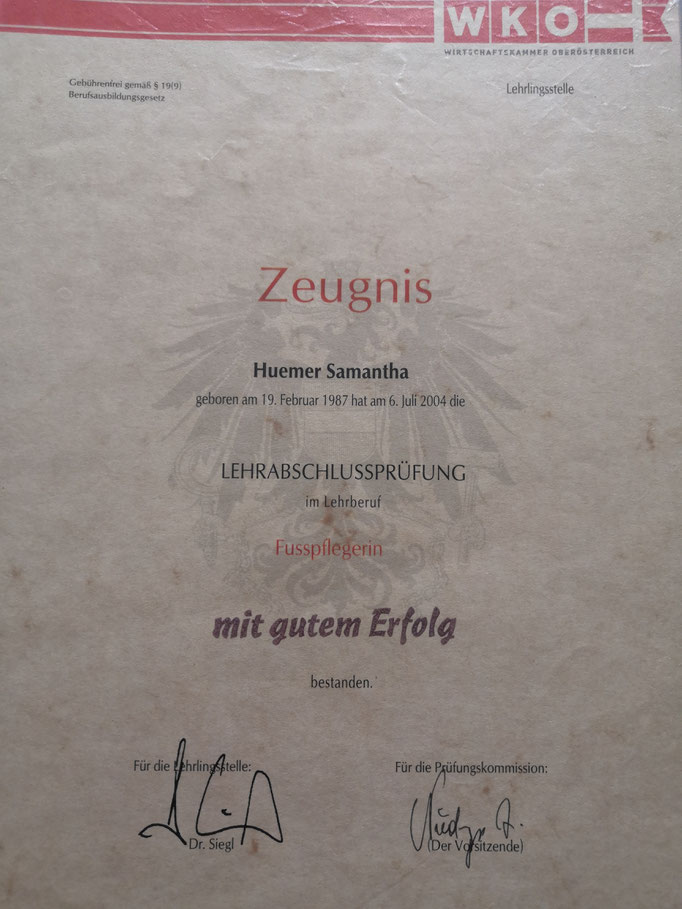 WKO
WIRTSCHAFTSKAMMER OBERÖSTERREICH
Gebührenfrei gemäß § 19(9)
Berufsausbildungsgesetz
Lehrlingsstelle
Zeugnis
Huemer Samantha
geboren am 19. Februar 1987 hat am 6. Juli 2004 die
LEHRABSCHLUSSPRÜFUNG
im Lehrberuf
Fusspflegerin
mit gutem Erfolg
bestanden.
Für die Lehrlingsstelle:
Für die Prüfungskommission:
Dr. Siegl
(Der Vorsitzende)